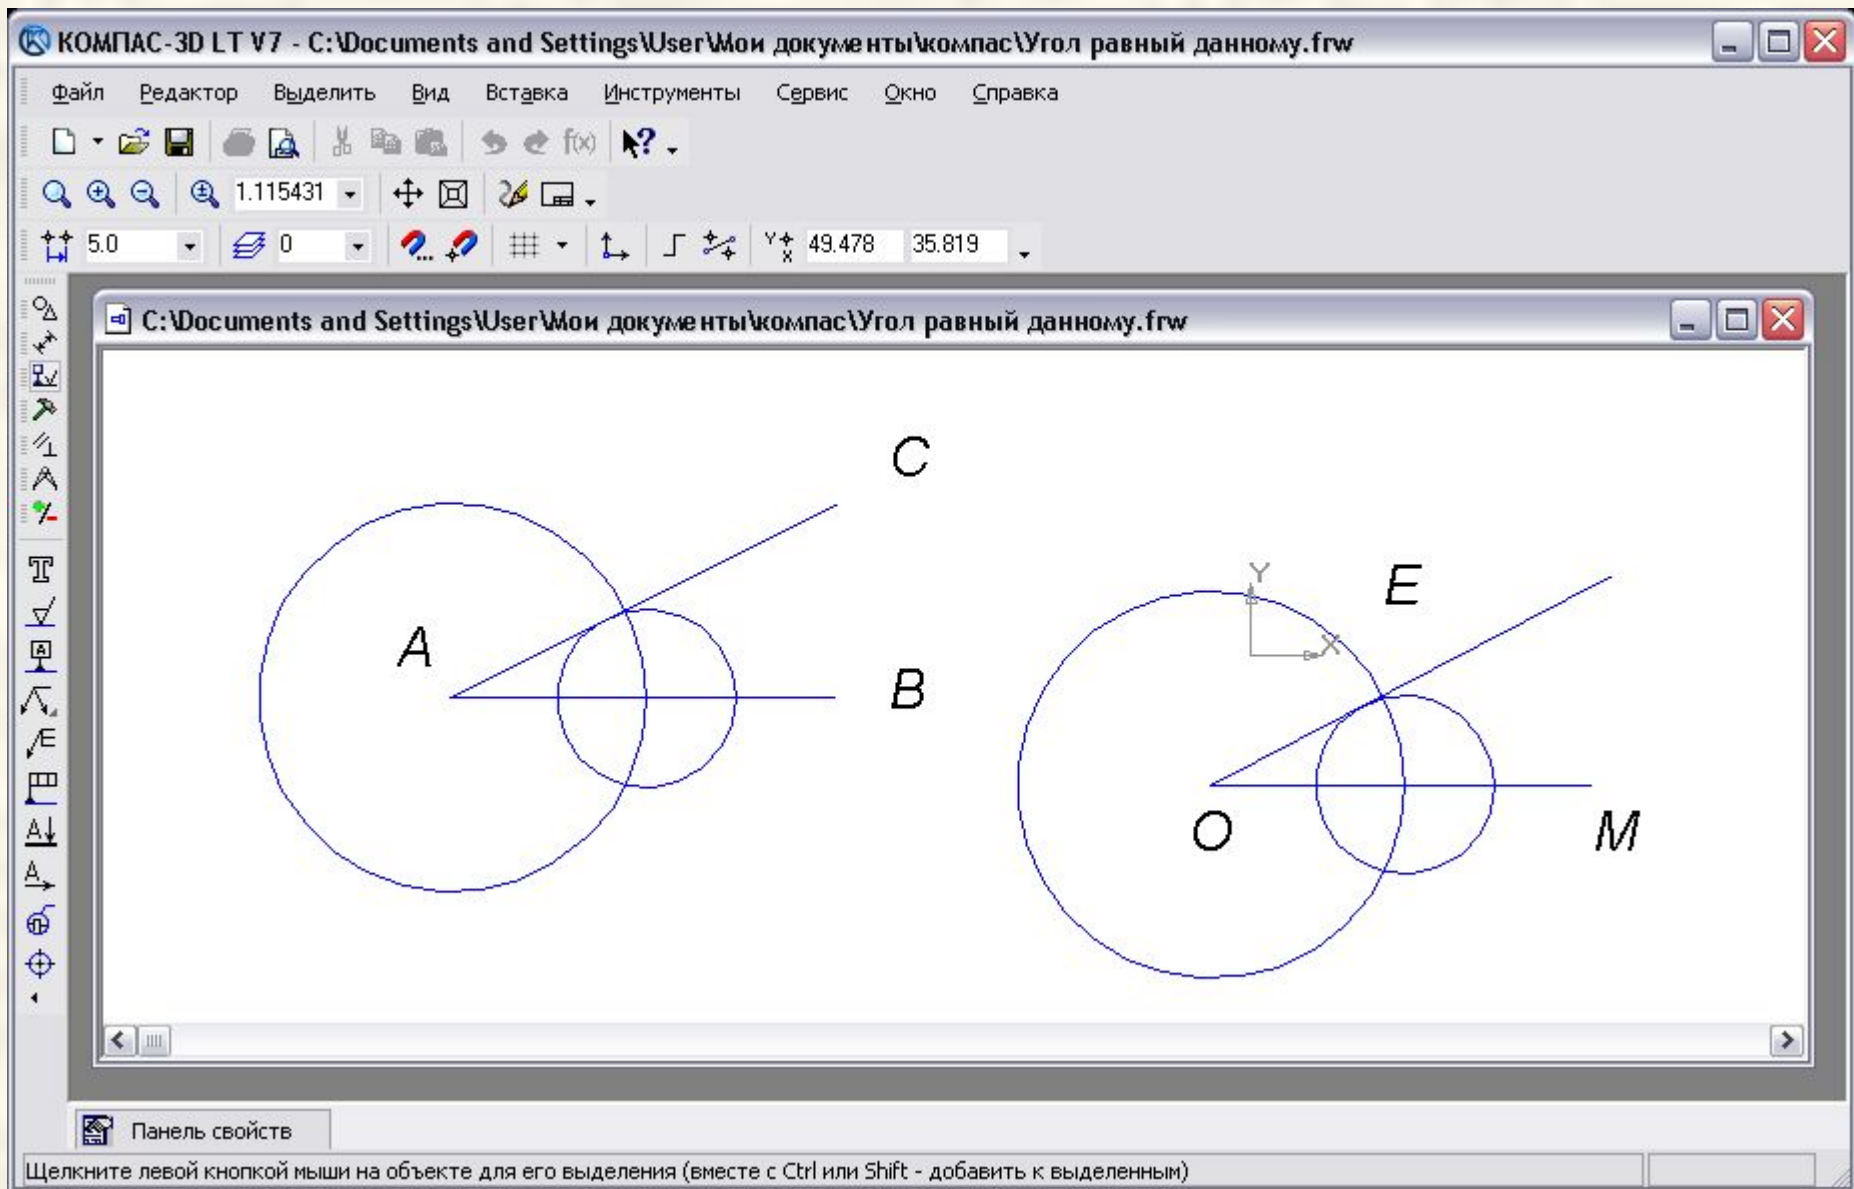 КОМПАС-3D LT V7 - C:\Documents and Settings\User\Мои документы\компас\Угол равный данному.frw
Файл Редактор Выделить Вид Вставка Инструменты Сервис Окно Справка
f(x) ?
1.115431
5.0 0 Y X 49.478 35.819
C:\Documents and Settings\User\Мои документы\компас\Угол равный данному.frw
C
E
Y
X
A
B
O
M
T
A
E
A
A
Панель свойств
Щелкните левой кнопкой мыши на объекте для его выделения (вместе с Ctrl или Shift - добавить к выделенным)